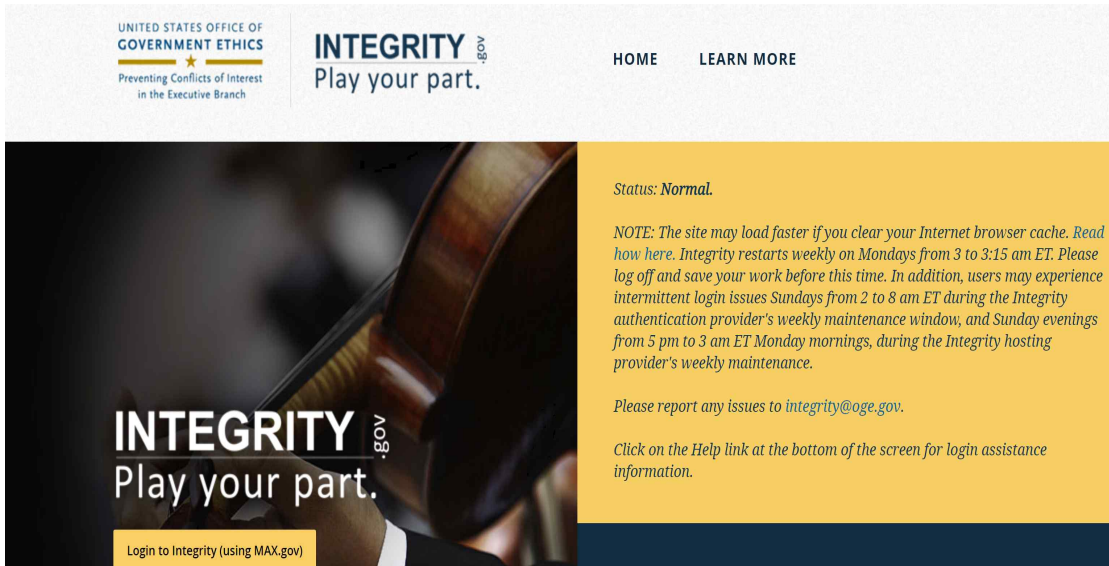 UNITED STATES OFFICE OF
GOVERNMENT ETHICS
Preventing Conflicts of Interest
in the Executive Branch
INTEGRITY .gov
Play your part.
HOME LEARN MORE
Status: Normal.
NOTE: The site may load faster if you clear your Internet browser cache. Read
how here. Integrity restarts weekly on Mondays from 3 to 3:15 am ET. Please
log off and save your work before this time. In addition, users may experience
intermittent login issues Sundays from 2 to 8 am ET during the Integrity
authentication provider's weekly maintenance window, and Sunday evenings
from 5 pm to 3 am ET Monday mornings, during the Integrity hosting
provider's weekly maintenance.
Please report any issues to integrity@oge.gov.
Click on the Help link at the bottom of the screen for login assistance
information.
INTEGRITY .gov
Play your part.
Login to Integrity (using MAX.gov)